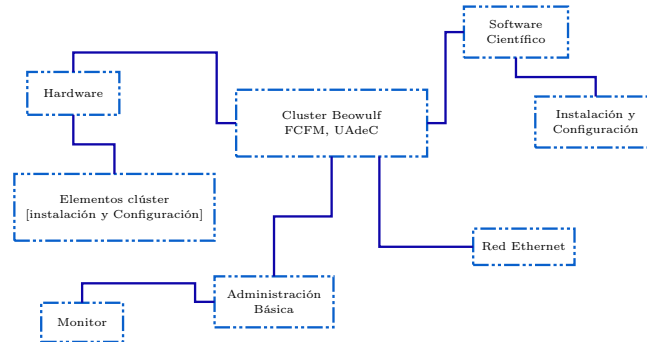 Software
Científico
Hardware
Cluster Beowulf
FCFM, UAdeC
Instalación y
Configuración
Elementos clúster
[instalación y Configuración]
Red Ethernet
Administración
Básica
Monitor